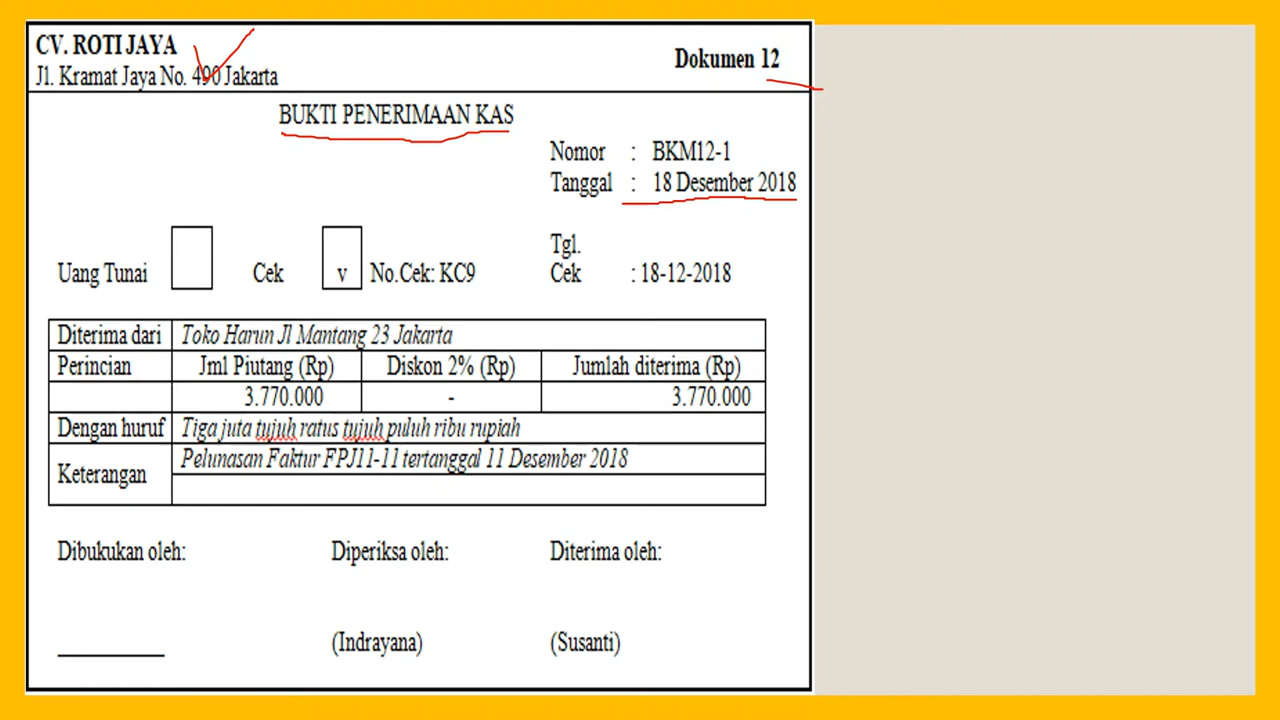 CV. ROTI JAYA
Jl. Kramat Jaya No. 490 Jakarta
Dokumen 12
BUKTI PENERIMAAN KAS
Nomor : BKM12-1
Tanggal : 18 Desember 2018
Uang Tunai Cek v No.Cek: KC9 Tgl. Cek : 18-12-2018
Diterima dari Toko Harun Jl Mantang 23 Jakarta
Perincian Jml Piutang (Rp) Diskon 2% (Rp) Jumlah diterima (Rp)
3.770.000 - 3.770.000
Dengan huruf Tiga juta tujuh ratus tujuh puluh ribu rupiah
Keterangan Pelunasan Faktur FPJ11-11 tertanggal 11 Desember 2018
Dibukukan oleh: Diperiksa oleh: Diterima oleh:
(Indrayana) (Susanti)